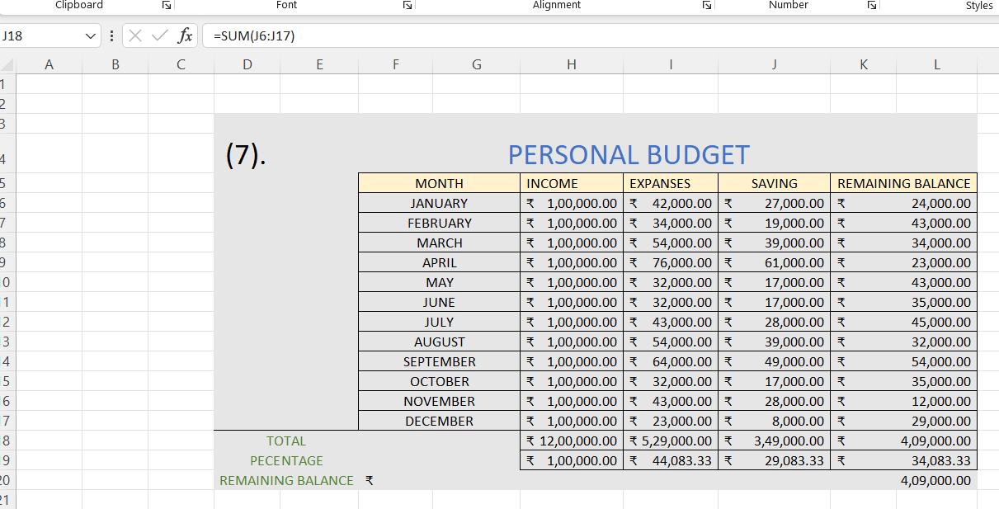 Clipboard Font Alignment Number Styles
J18 fx =SUM(J6:J17)
A B C D E F G H I J K L
1
2
3
4 (7). PERSONAL BUDGET
5 MONTH INCOME EXPANSES SAVING REMAINING BALANCE
6 JANUARY ₹ 1,00,000.00 ₹ 42,000.00 ₹ 27,000.00 ₹ 24,000.00
7 FEBRUARY ₹ 1,00,000.00 ₹ 34,000.00 ₹ 19,000.00 ₹ 43,000.00
8 MARCH ₹ 1,00,000.00 ₹ 54,000.00 ₹ 39,000.00 ₹ 34,000.00
9 APRIL ₹ 1,00,000.00 ₹ 76,000.00 ₹ 61,000.00 ₹ 23,000.00
0 MAY ₹ 1,00,000.00 ₹ 32,000.00 ₹ 17,000.00 ₹ 43,000.00
1 JUNE ₹ 1,00,000.00 ₹ 32,000.00 ₹ 17,000.00 ₹ 35,000.00
2 JULY ₹ 1,00,000.00 ₹ 43,000.00 ₹ 28,000.00 ₹ 45,000.00
3 AUGUST ₹ 1,00,000.00 ₹ 54,000.00 ₹ 39,000.00 ₹ 32,000.00
4 SEPTEMBER ₹ 1,00,000.00 ₹ 64,000.00 ₹ 49,000.00 ₹ 54,000.00
5 OCTOBER ₹ 1,00,000.00 ₹ 32,000.00 ₹ 17,000.00 ₹ 35,000.00
6 NOVEMBER ₹ 1,00,000.00 ₹ 43,000.00 ₹ 28,000.00 ₹ 12,000.00
7 DECEMBER ₹ 1,00,000.00 ₹ 23,000.00 ₹ 8,000.00 ₹ 29,000.00
8 TOTAL ₹ 12,00,000.00 ₹ 5,29,000.00 ₹ 3,49,000.00 ₹ 4,09,000.00
9 PECENTAGE ₹ 1,00,000.00 ₹ 44,083.33 ₹ 29,083.33 ₹ 34,083.33
20 REMAINING BALANCE ₹ 4,09,000.00
21